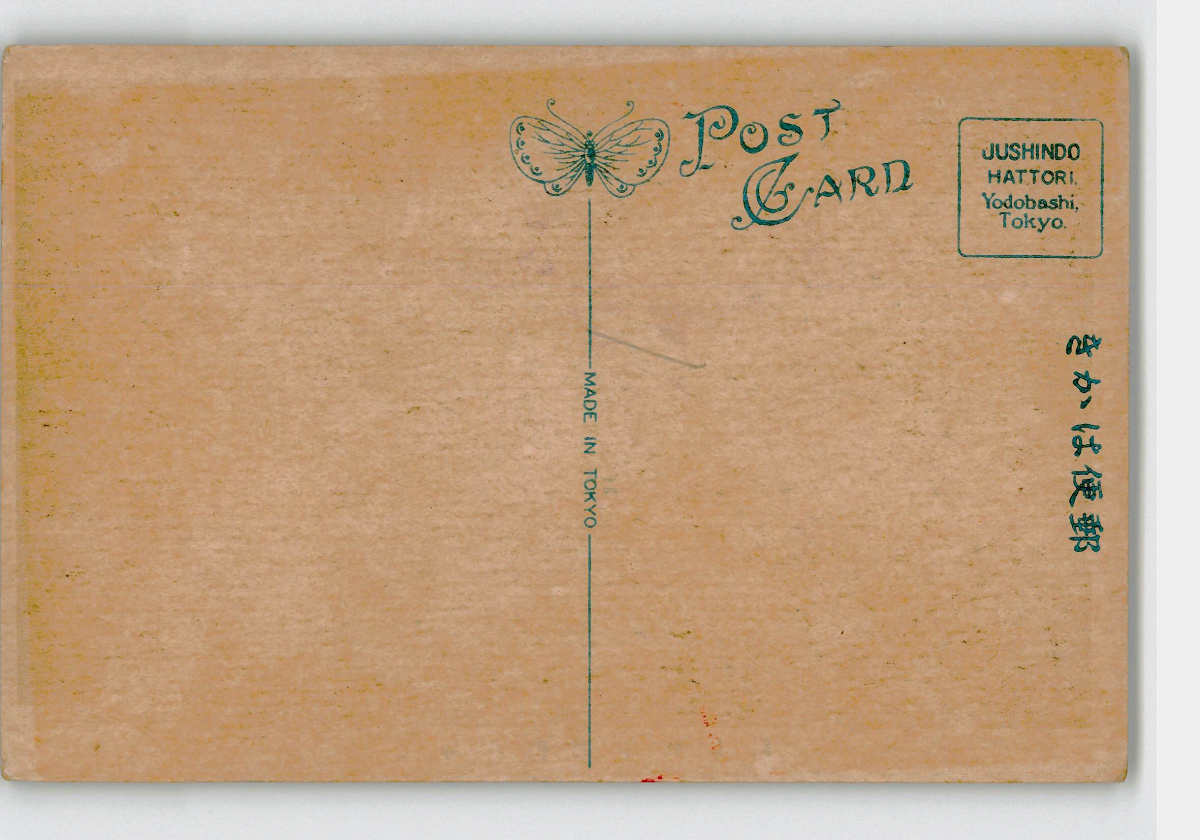 POST
CARD
JUSHINDO
HATTORI.
Yodobashi,
Tokyo.
MADE IN TOKYO
きかは便郵